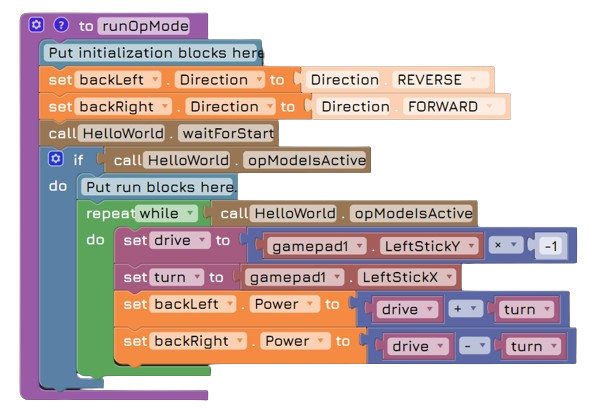 ? to runOpMode
Put initialization blocks here
set backLeft . Direction to Direction . REVERSE
set backRight . Direction to Direction . FORWARD
call HelloWorld . waitForStart
if call HelloWorld . opModeIsActive
do Put run blocks here.
repeat while call HelloWorld . opModeIsActive
do set drive to gamepad1 . LeftStickY × -1
set turn to gamepad1 . LeftStickX
set backLeft . Power to drive + turn
set backRight . Power to drive - turn